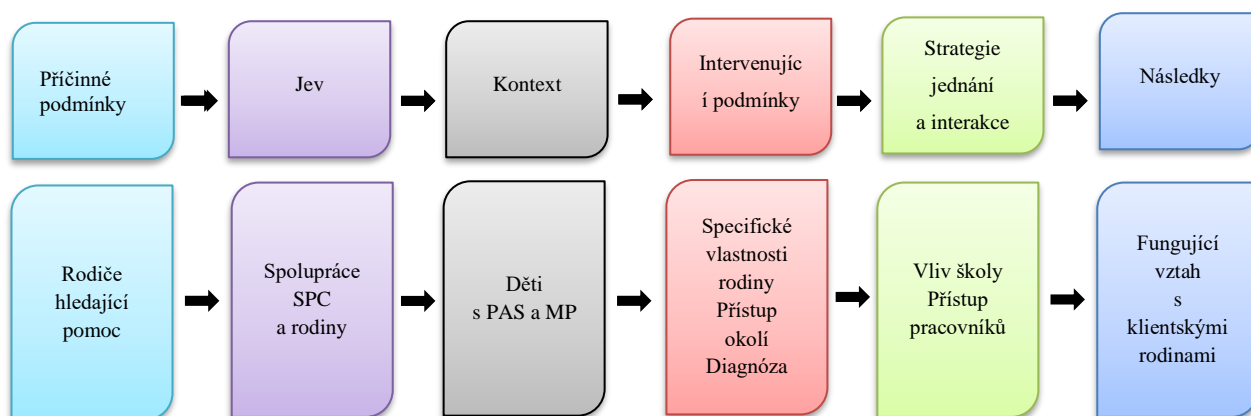 Příčinné
podmínky
Jev
Kontext
Intervenujíc
í podmínky
Strategie
jednání
a interakce
Následky
Rodiče
hledající
pomoc
Spolupráce
SPC
a rodiny
Děti
s PAS a MP
Specifické
vlastnosti
rodiny
Přístup
okolí
Diagnóza
Vliv školy
Přístup
pracovníků
Fungující
vztah
s
klientskými
rodinami